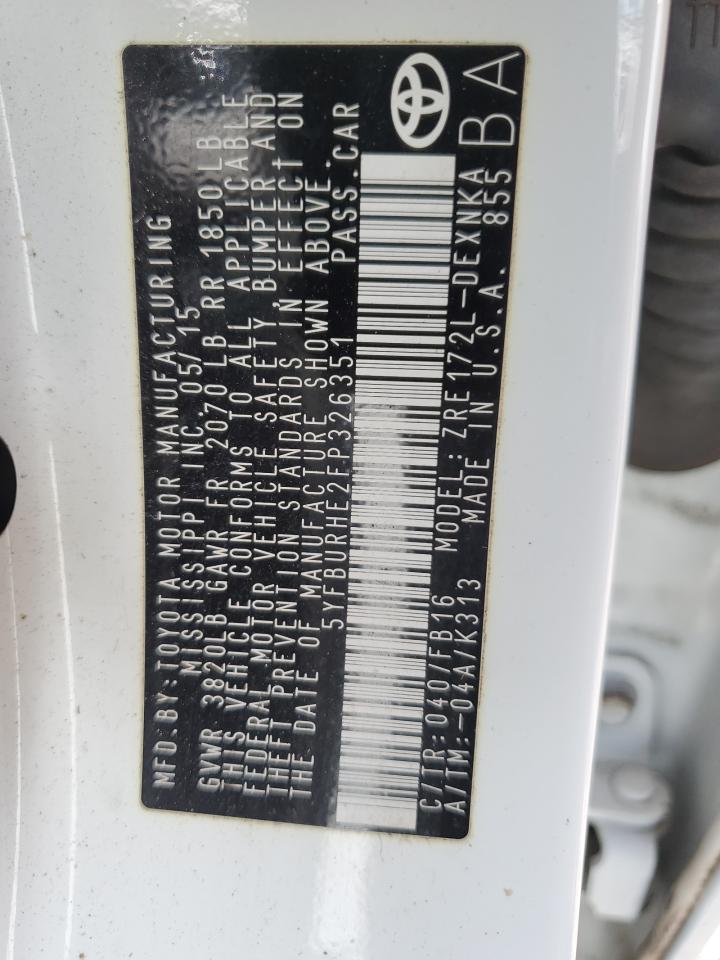 MFD.BY:TOYOTA MOTOR MANUFACTURING
MISSISSIPPI INC 05/15
GVWR 3820LB GAWR FR 2070 LB RR 1850LB
THIS VEHICLE CONFORMS TO ALL APPLICABLE
FEDERAL MOTOR VEHICLE SAFETY, BUMPER AND
THEFT PREVENTION STANDARDS IN EFFECT ON
THE DATE OF MANUFACTURE SHOWN ABOVE.
5YFBURHE2FP326351 PASS.CAR
C/TR:040/FB16 MODEL:ZRE172L-DEXNKA
A/TM:-04A/K313 MADE IN U.S.A. 855
BA